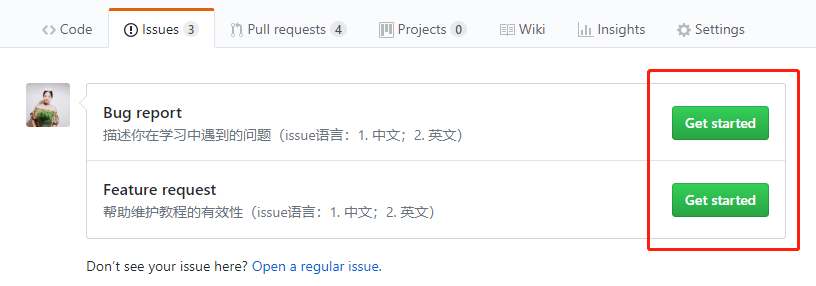 Code Issues 3 Pull requests 4 Projects 0 Wiki Insights Settings
Bug report
描述你在学习中遇到的问题（issue语言：1. 中文；2. 英文）
Get started
Feature request
帮助维护教程的有效性（issue语言：1. 中文；2. 英文）
Get started
Don’t see your issue here? Open a regular issue.